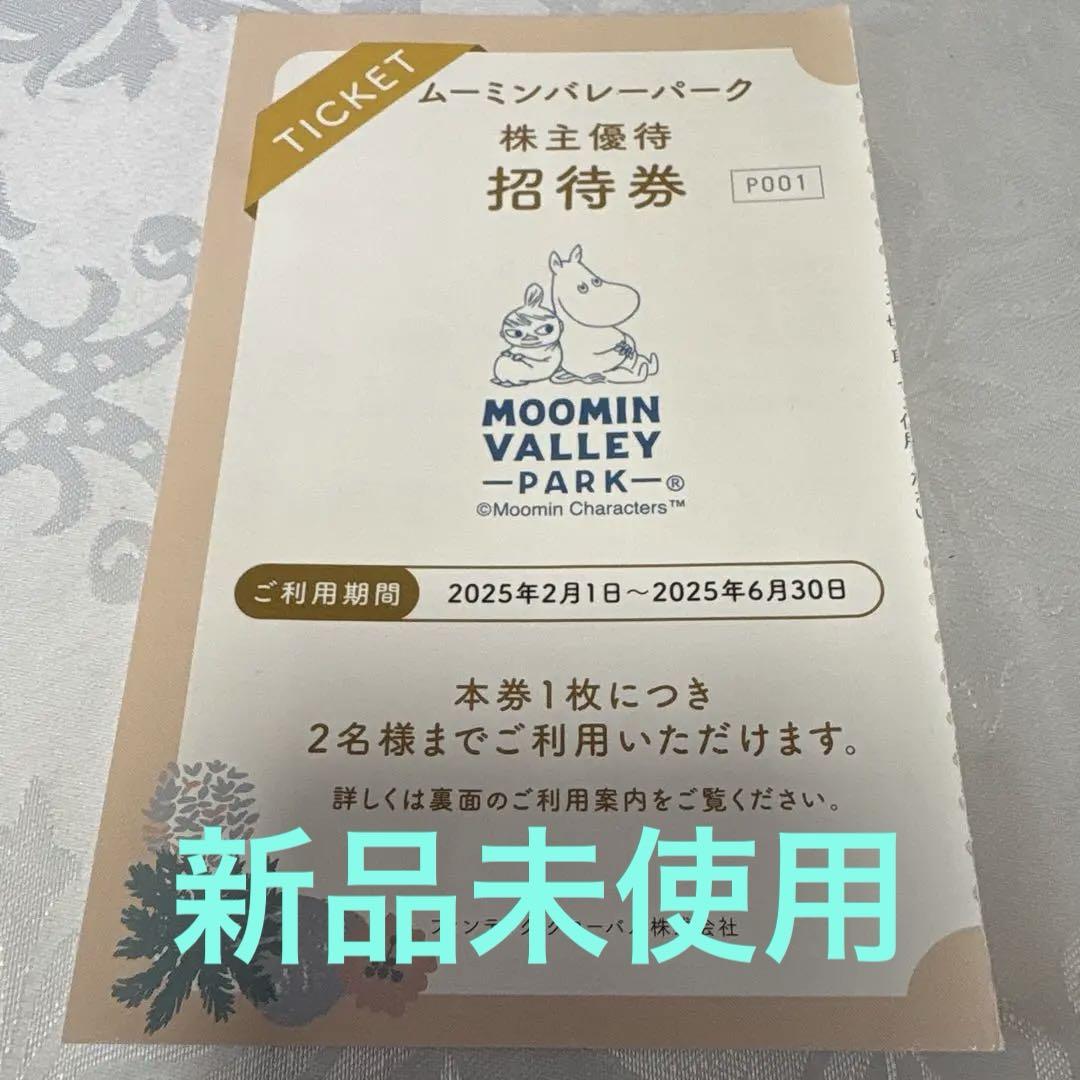 TICKET
ムーミンバレーパーク
株主優待
招待券
P001
MOOMIN
VALLEY
—PARK—®
©Moomin Characters™
ご利用期間 2025年2月1日〜2025年6月30日
本券1枚につき
2名様までご利用いただけます。
詳しくは裏面のご利用案内をご覧ください。
新品未使用
株式会社